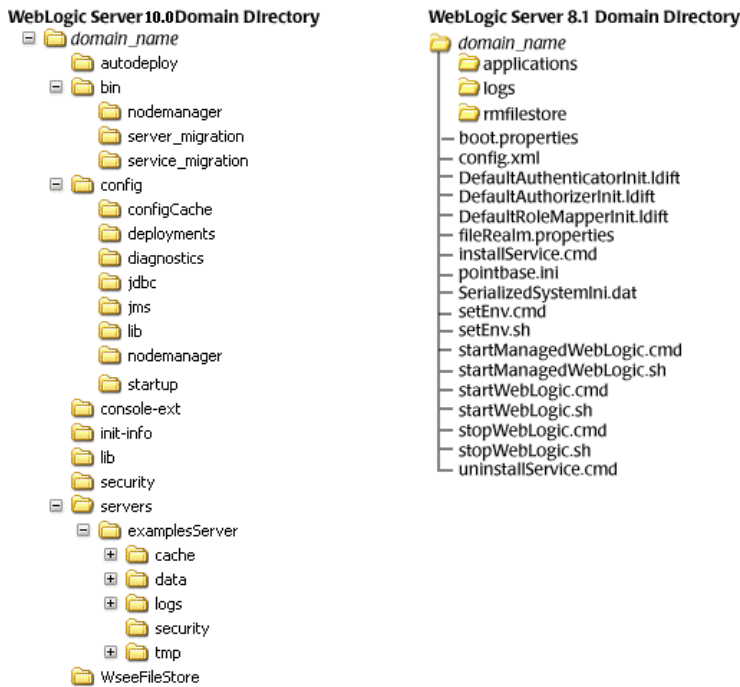 WebLogic Server 10.0 Domain DIrectory
domain_name
autodeploy
bin
nodemanager
server_migration
service_migration
config
configCache
deployments
diagnostics
jdbc
jms
lib
nodemanager
startup
console-ext
init-info
lib
security
servers
examplesServer
cache
data
logs
security
tmp
WseeFileStore
WebLogic Server 8.1 Domain DIrectory
domain_name
applications
logs
rmfilestore
boot.properties
config.xml
DefaultAuthenticatorInit.ldift
DefaultAuthorizerInit.ldift
DefaultRoleMapperInit.ldift
fileRealm.properties
installService.cmd
pointbase.ini
SerializedSystemIni.dat
setEnv.cmd
setEnv.sh
startManagedWebLogic.cmd
startManagedWebLogic.sh
startWebLogic.cmd
startWebLogic.sh
stopWebLogic.cmd
stopWebLogic.sh
uninstallService.cmd